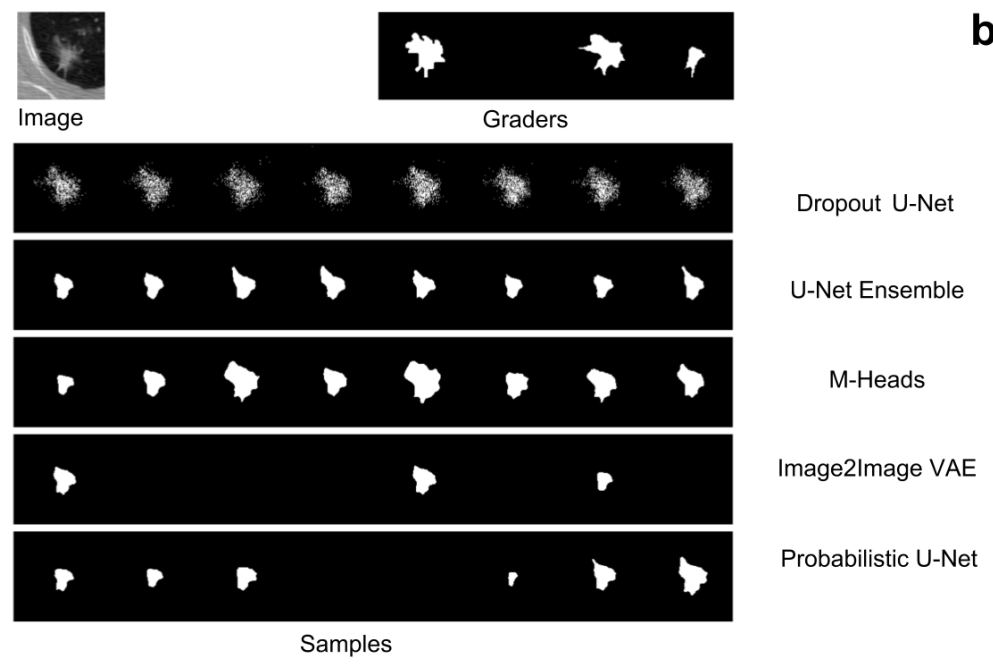 b
Image
Graders
Dropout U-Net
U-Net Ensemble
M-Heads
Image2Image VAE
Probabilistic U-Net
Samples